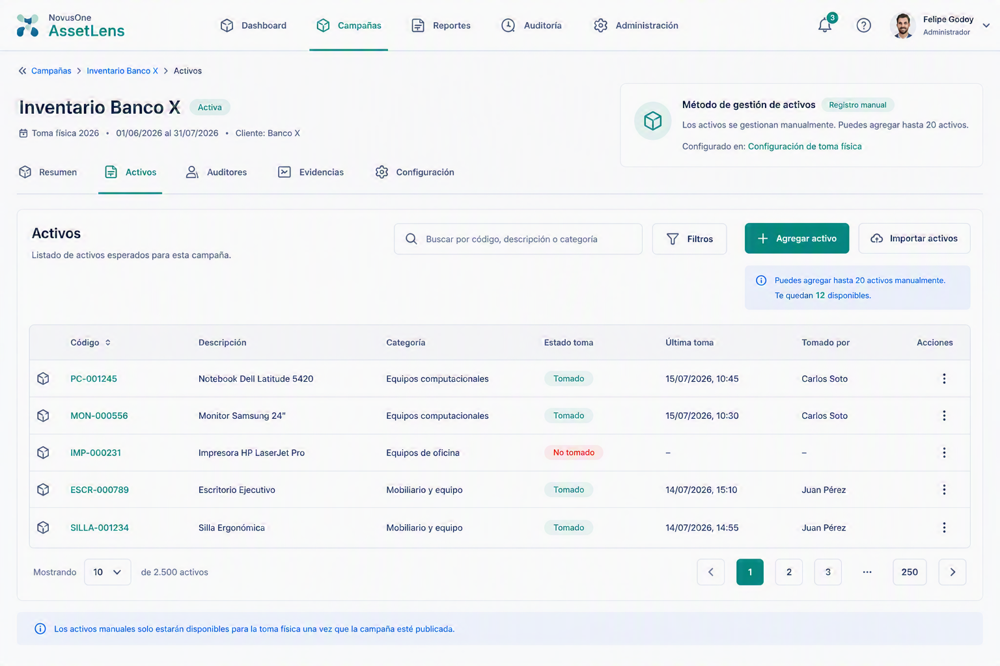 NovusOne
AssetLens
Dashboard
Campañas
Reportes
Auditoría
Administración
3
Felipe Godoy
Administrador
Campañas > Inventario Banco X > Activos
Inventario Banco X
Activa
Toma física 2026 • 01/06/2026 al 31/07/2026 • Cliente: Banco X
Método de gestión de activos
Registro manual
Los activos se gestionan manualmente. Puedes agregar hasta 20 activos.
Configurado en: Configuración de toma física
Resumen
Activos
Auditores
Evidencias
Configuración
Activos
Listado de activos esperados para esta campaña.
Buscar por código, descripción o categoría
Filtros
Agregar activo
Importar activos
Puedes agregar hasta 20 activos manualmente.
Te quedan 12 disponibles.
Código Descripción Categoría Estado toma Última toma Tomado por Acciones
PC-001245 Notebook Dell Latitude 5420 Equipos computacionales Tomado 15/07/2026, 10:45 Carlos Soto
MON-000556 Monitor Samsung 24" Equipos computacionales Tomado 15/07/2026, 10:30 Carlos Soto
IMP-000231 Impresora HP LaserJet Pro Equipos de oficina No tomado – –
ESCR-000789 Escritorio Ejecutivo Mobiliario y equipo Tomado 14/07/2026, 15:10 Juan Pérez
SILLA-001234 Silla Ergonómica Mobiliario y equipo Tomado 14/07/2026, 14:55 Juan Pérez
Mostrando 10 de 2.500 activos
1 2 3 ... 250
Los activos manuales solo estarán disponibles para la toma física una vez que la campaña esté publicada.